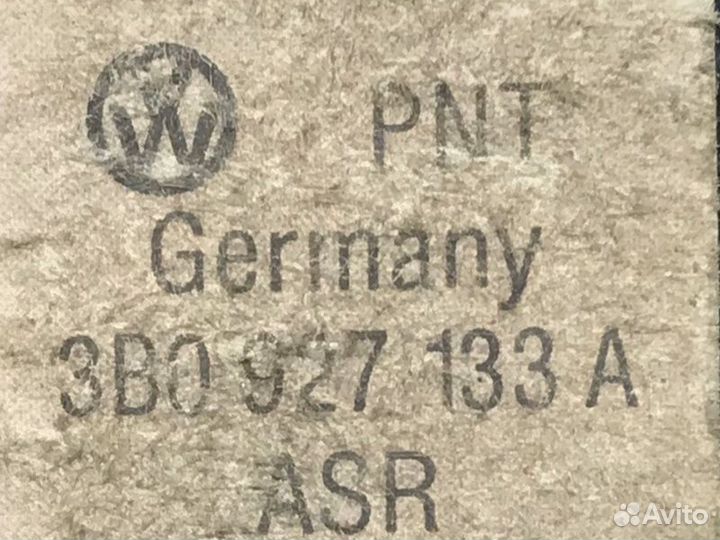 W PNT
Germany
3B0 927 133 A
ASR
Avito